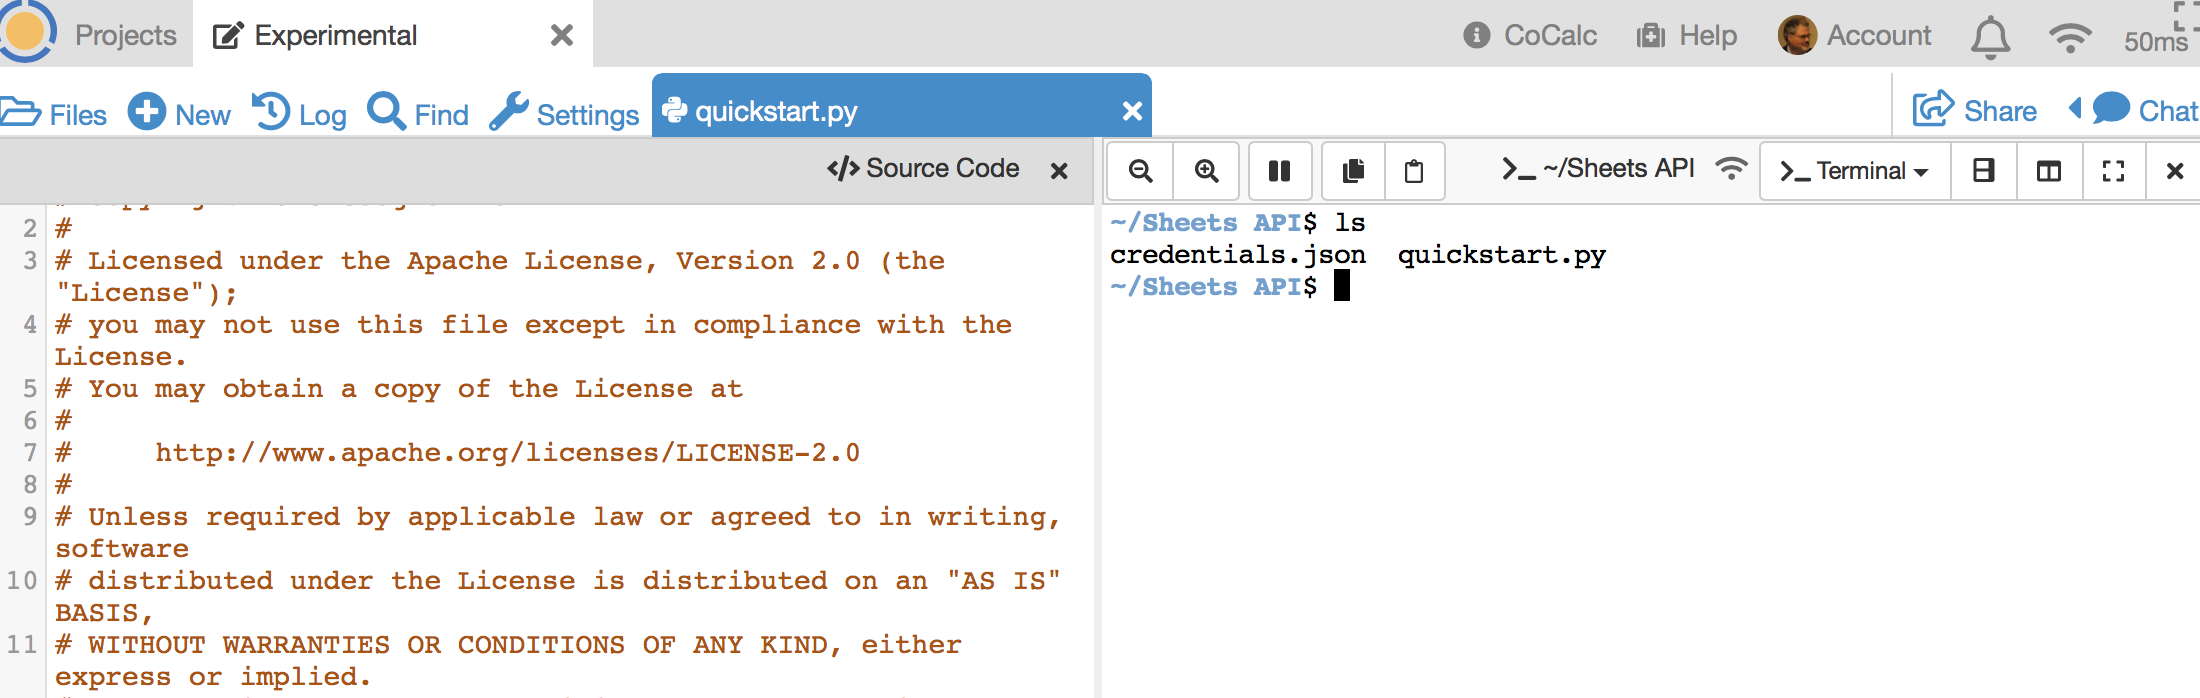 Projects Experimental CoCalc Help Account 50ms
Files New Log Find Settings quickstart.py Share Chat
</> Source Code ~/Sheets API Terminal
2 #
3 # Licensed under the Apache License, Version 2.0 (the
"License");
4 # you may not use this file except in compliance with the
License.
5 # You may obtain a copy of the License at
6 #
7 #     http://www.apache.org/licenses/LICENSE-2.0
8 #
9 # Unless required by applicable law or agreed to in writing,
software
10 # distributed under the License is distributed on an "AS IS"
BASIS,
11 # WITHOUT WARRANTIES OR CONDITIONS OF ANY KIND, either
express or implied.
~/Sheets API$ ls
credentials.json  quickstart.py
~/Sheets API$